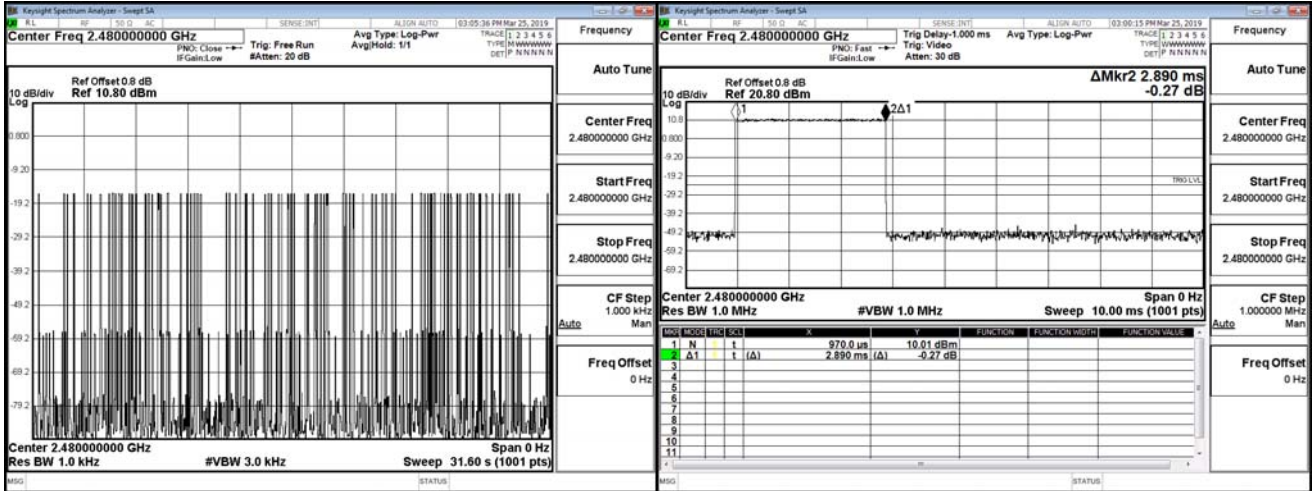 Keysight Spectrum Analyzer - Swept SA
RL RF 50 Ω AC SENSE:INT ALIGN AUTO 03:05:36 PM Mar 25, 2019
Center Freq 2.480000000 GHz
PNO: Close
IFGain:Low
Trig: Free Run
#Atten: 20 dB
Avg Type: Log-Pwr
Avg|Hold: 1/1
TRACE 1 2 3 4 5 6
TYPE M W W W W W
DET P N N N N N
Ref Offset 0.8 dB
10 dB/div Ref 10.80 dBm
Log
0.800
-9.20
-19.2
-29.2
-39.2
-49.2
-59.2
-69.2
-79.2
Center 2.480000000 GHz Span 0 Hz
Res BW 1.0 kHz #VBW 3.0 kHz Sweep 31.60 s (1001 pts)
MSG STATUS
Frequency
Auto Tune
Center Freq
2.480000000 GHz
Start Freq
2.480000000 GHz
Stop Freq
2.480000000 GHz
CF Step
1.000 kHz
Auto Man
Freq Offset
0 Hz
Keysight Spectrum Analyzer - Swept SA
RL RF 50 Ω AC SENSE:INT ALIGN AUTO 03:00:15 PM Mar 25, 2019
Center Freq 2.480000000 GHz
PNO: Fast
IFGain:Low
Trig Delay-1.000 ms
Trig: Video
Atten: 30 dB
Avg Type: Log-Pwr
TRACE 1 2 3 4 5 6
TYPE WWWWWW
DET P N N N N N
ΔMkr2 2.890 ms
-0.27 dB
Ref Offset 0.8 dB
10 dB/div Ref 20.80 dBm
Log
1
2Δ1
10.8
0.800
-9.20
-19.2
TRIG LVL
-29.2
-39.2
-49.2
-59.2
-69.2
Center 2.480000000 GHz Span 0 Hz
Res BW 1.0 MHz #VBW 1.0 MHz Sweep 10.00 ms (1001 pts)
MKR MODE TRC SCL X Y FUNCTION FUNCTION WIDTH FUNCTION VALUE
1 N t 970.0 µs 10.01 dBm
2 Δ1 t (Δ) 2.890 ms (Δ) -0.27 dB
3
4
5
6
7
8
9
10
11
MSG STATUS
Frequency
Auto Tune
Center Freq
2.480000000 GHz
Start Freq
2.480000000 GHz
Stop Freq
2.480000000 GHz
CF Step
1.000000 MHz
Auto Man
Freq Offset
0 Hz